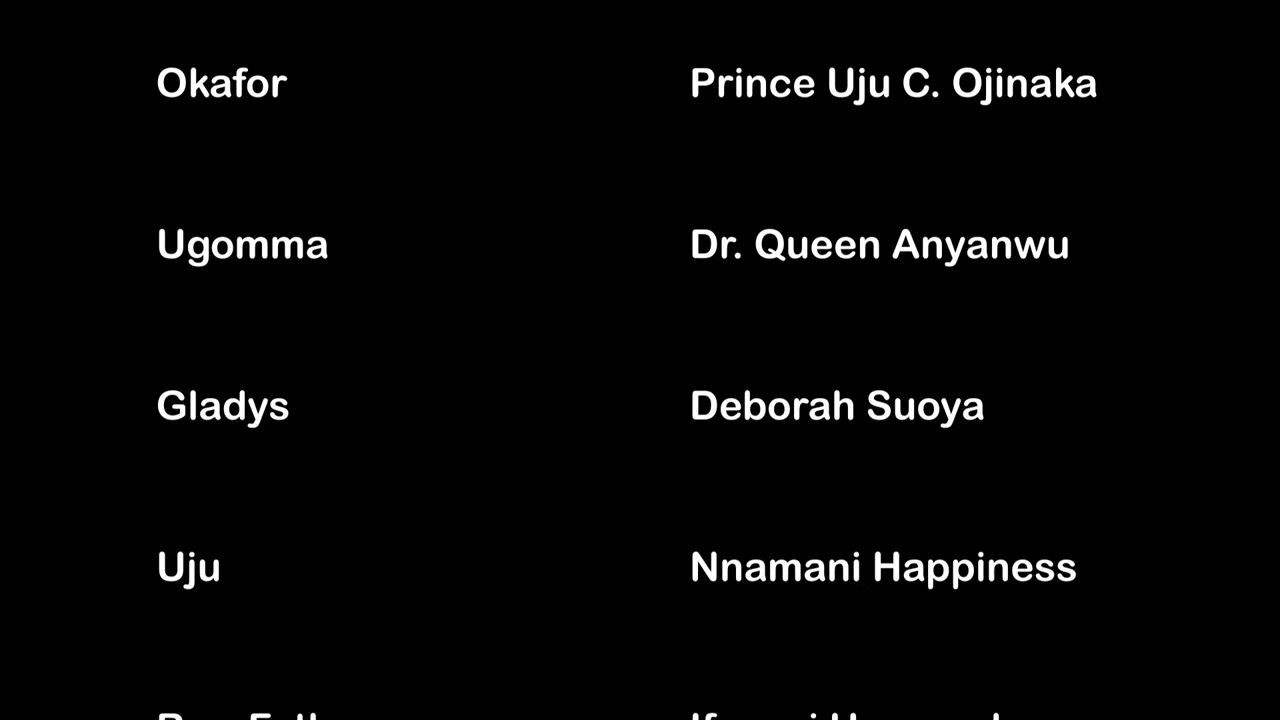 Okafor Prince Uju C. Ojinaka
Ugomma Dr. Queen Anyanwu
Gladys Deborah Suoya
Uju Nnamani Happiness